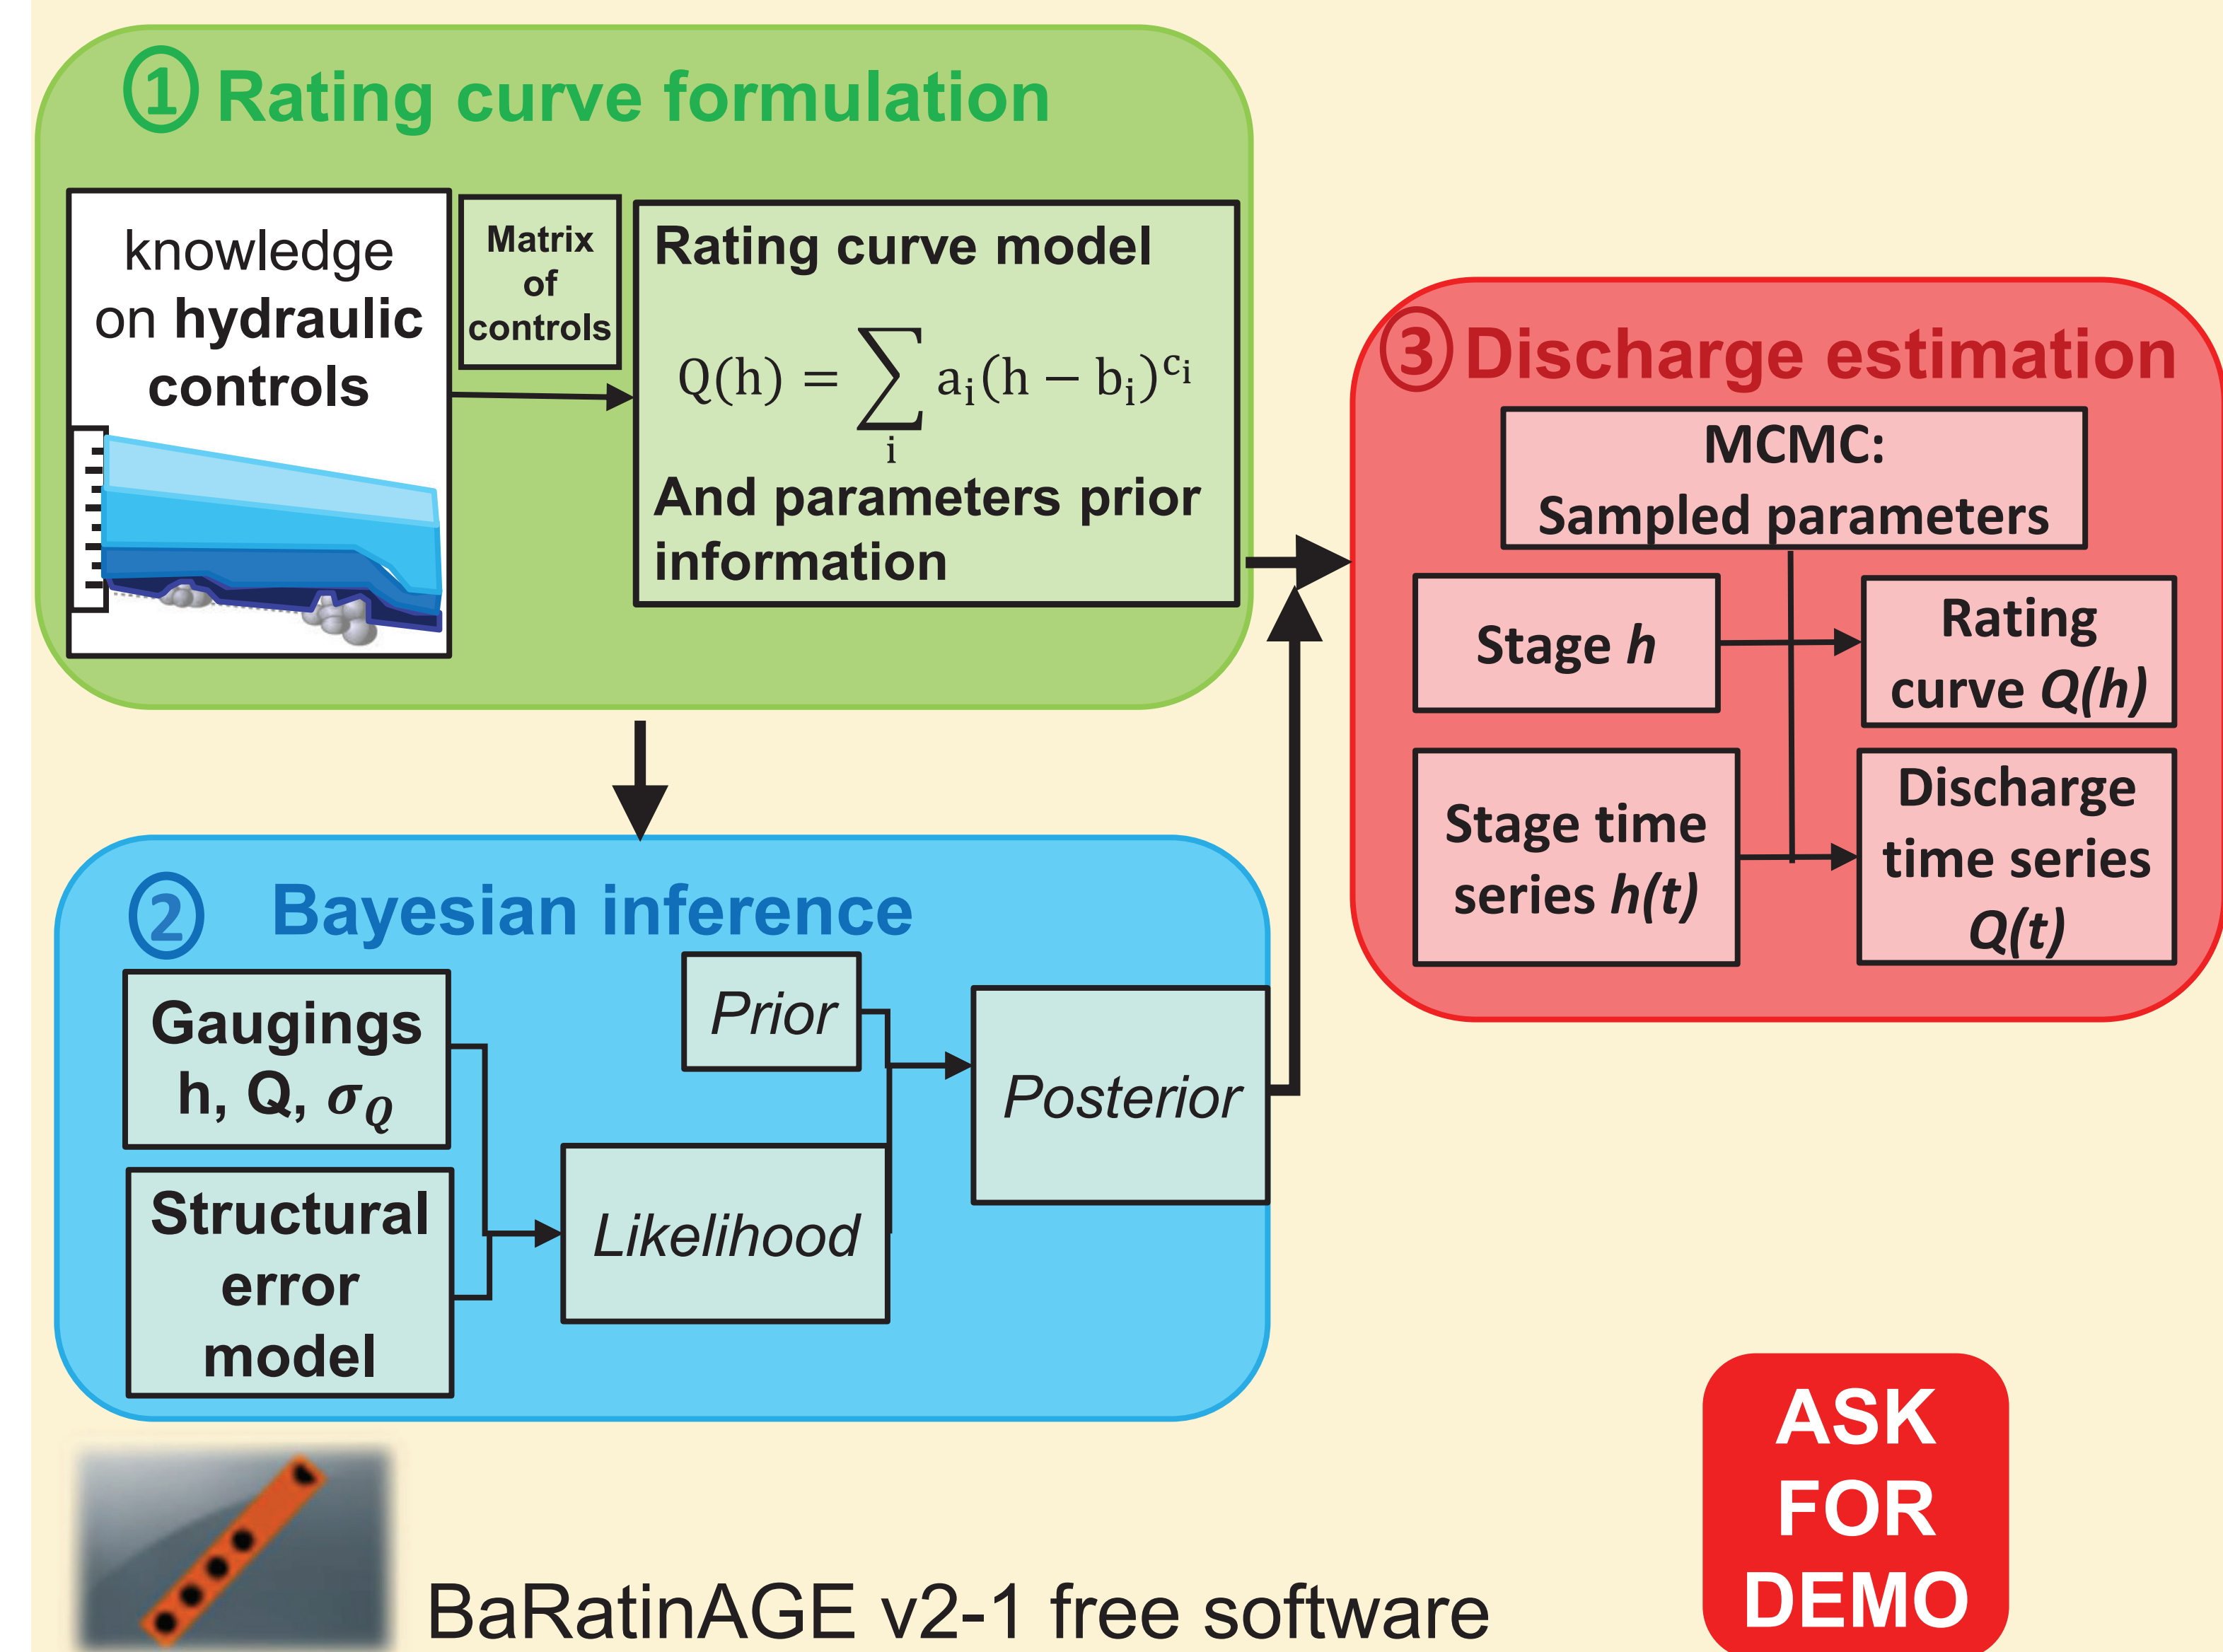 ① Rating curve formulation
knowledge
on hydraulic
controls
Matrix
of
controls
Rating curve model
Q(h) = ∑ᵢ aᵢ(h − bᵢ)^cᵢ
And parameters prior
information
② Bayesian inference
Gaugings
h, Q, σ_Q
Structural
error
model
Prior
Likelihood
Posterior
③ Discharge estimation
MCMC:
Sampled parameters
Stage h
Rating
curve Q(h)
Stage time
series h(t)
Discharge
time series
Q(t)
BaRatinAGE v2-1 free software
ASK
FOR
DEMO